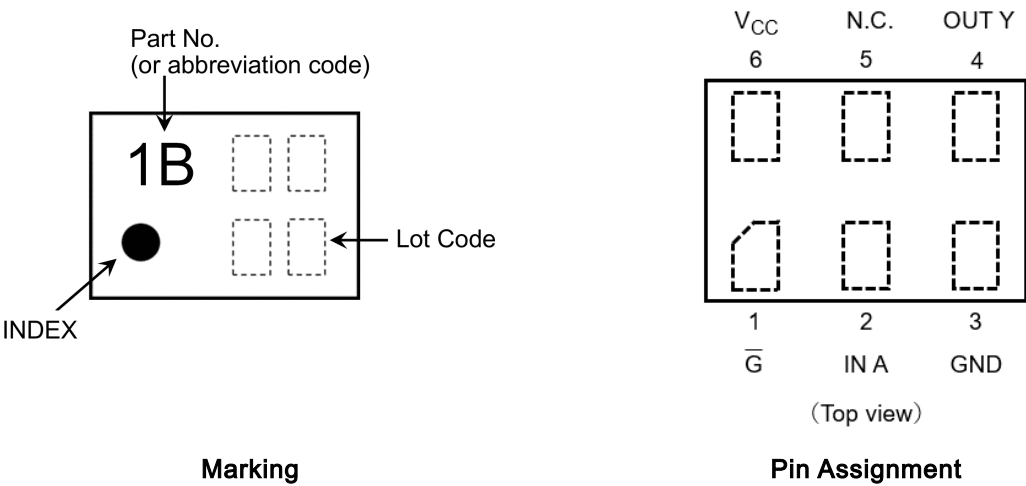 Part No.
(or abbreviation code)
1B
Lot Code
INDEX
Marking
VCC N.C. OUT Y
6 5 4
1 2 3
G̅ IN A GND
(Top view)
Pin Assignment